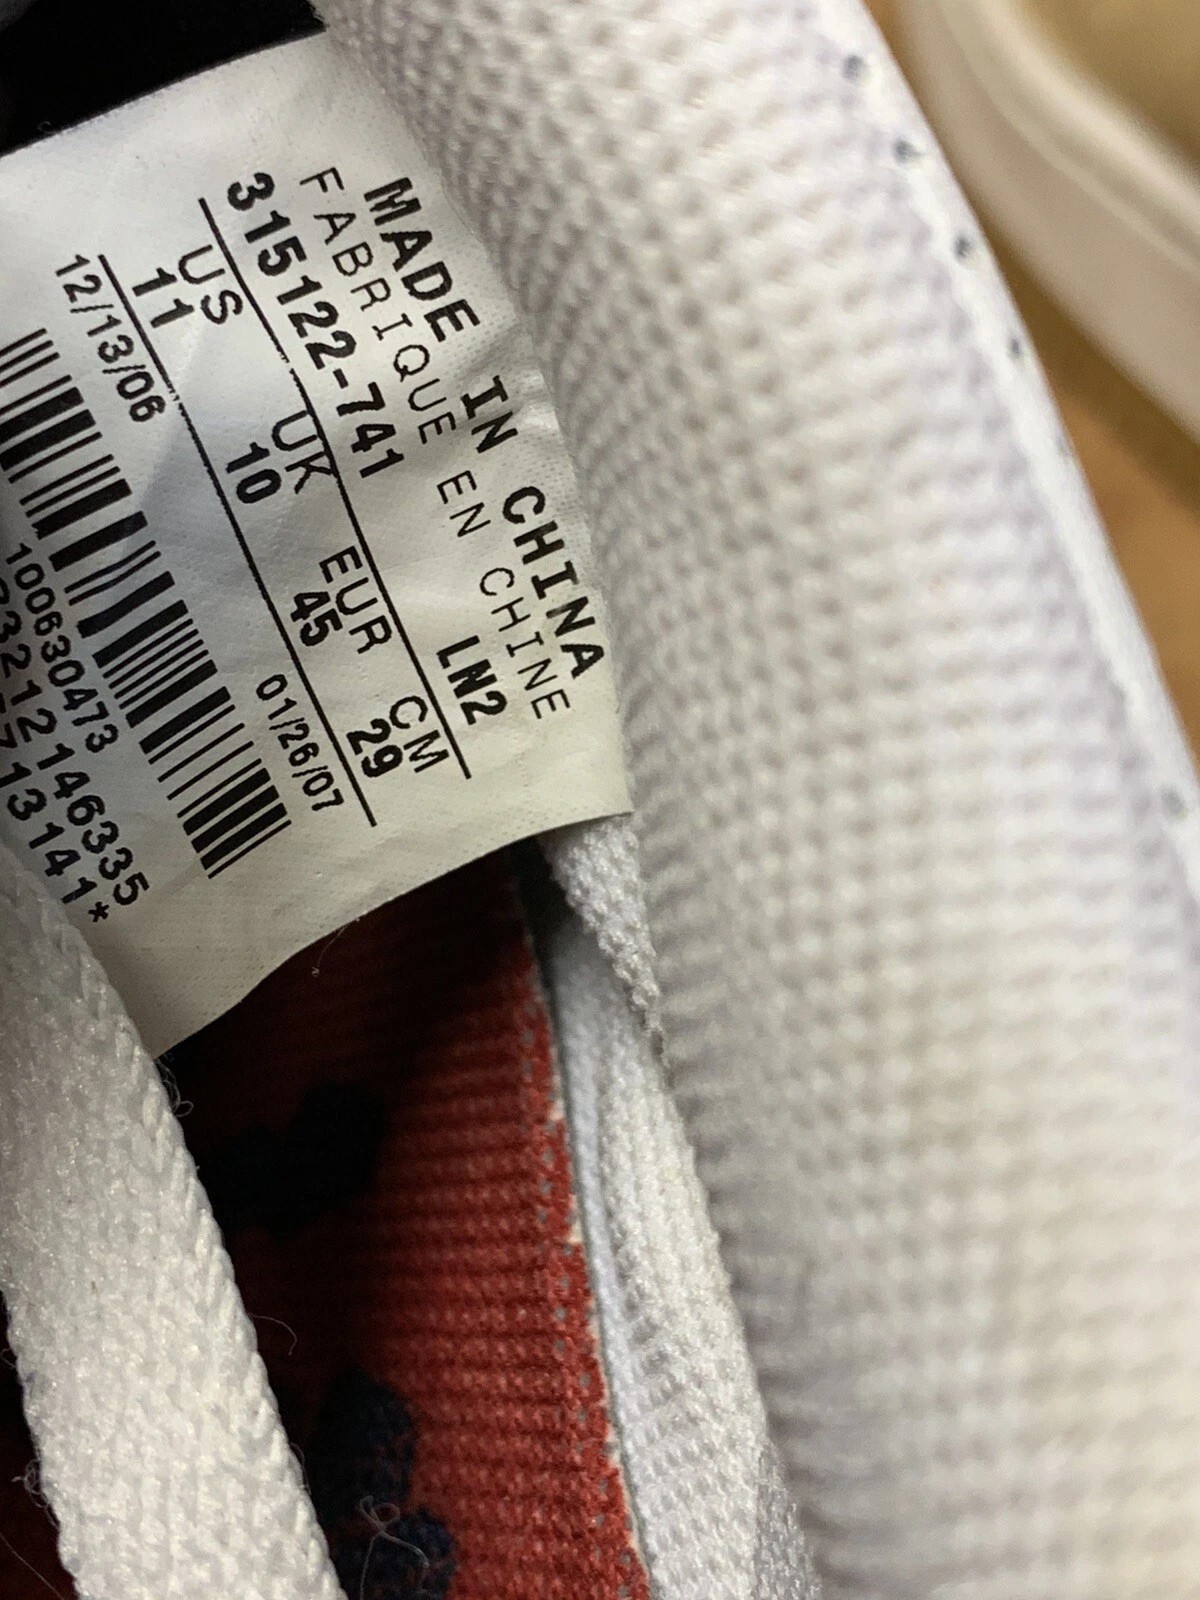 MADE IN CHINA
FABRIQUE EN CHINE
315122-741 LN2
US UK EUR CM
11 10 45 29
12/13/06 01/26/07
100630473